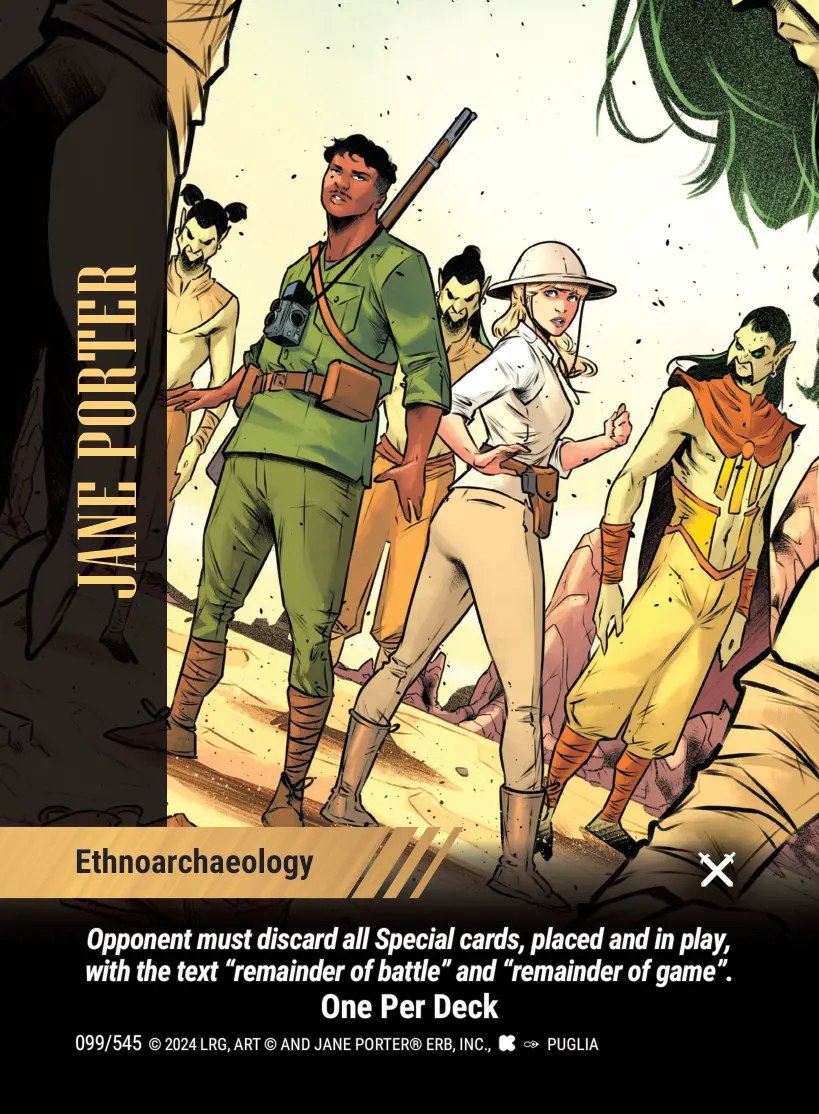 JANE PORTER
Ethnoarchaeology
Opponent must discard all Special cards, placed and in play,
with the text “remainder of battle” and “remainder of game”.
One Per Deck
099/545 © 2024 LRG, ART © AND JANE PORTER® ERB, INC., PUGLIA